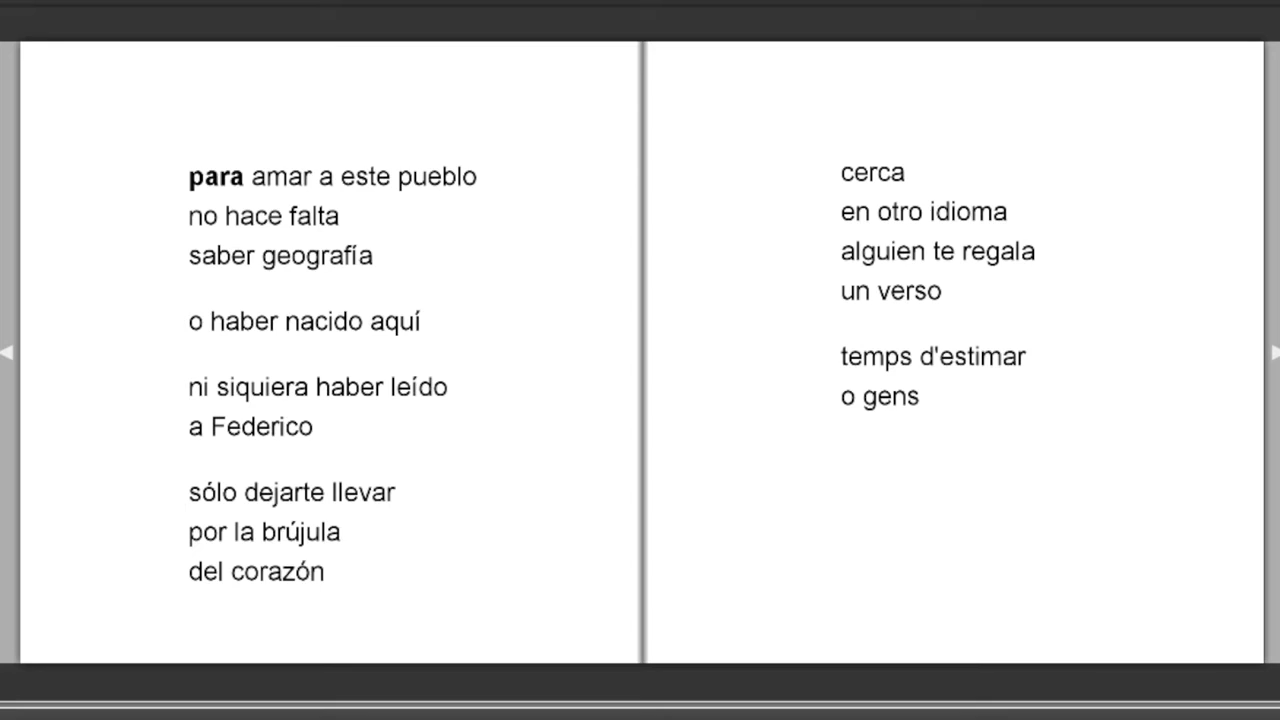 para amar a este pueblo
no hace falta
saber geografía
o haber nacido aquí
ni siquiera haber leído
a Federico
sólo dejarte llevar
por la brújula
del corazón
cerca
en otro idioma
alguien te regala
un verso
temps d'estimar
o gens